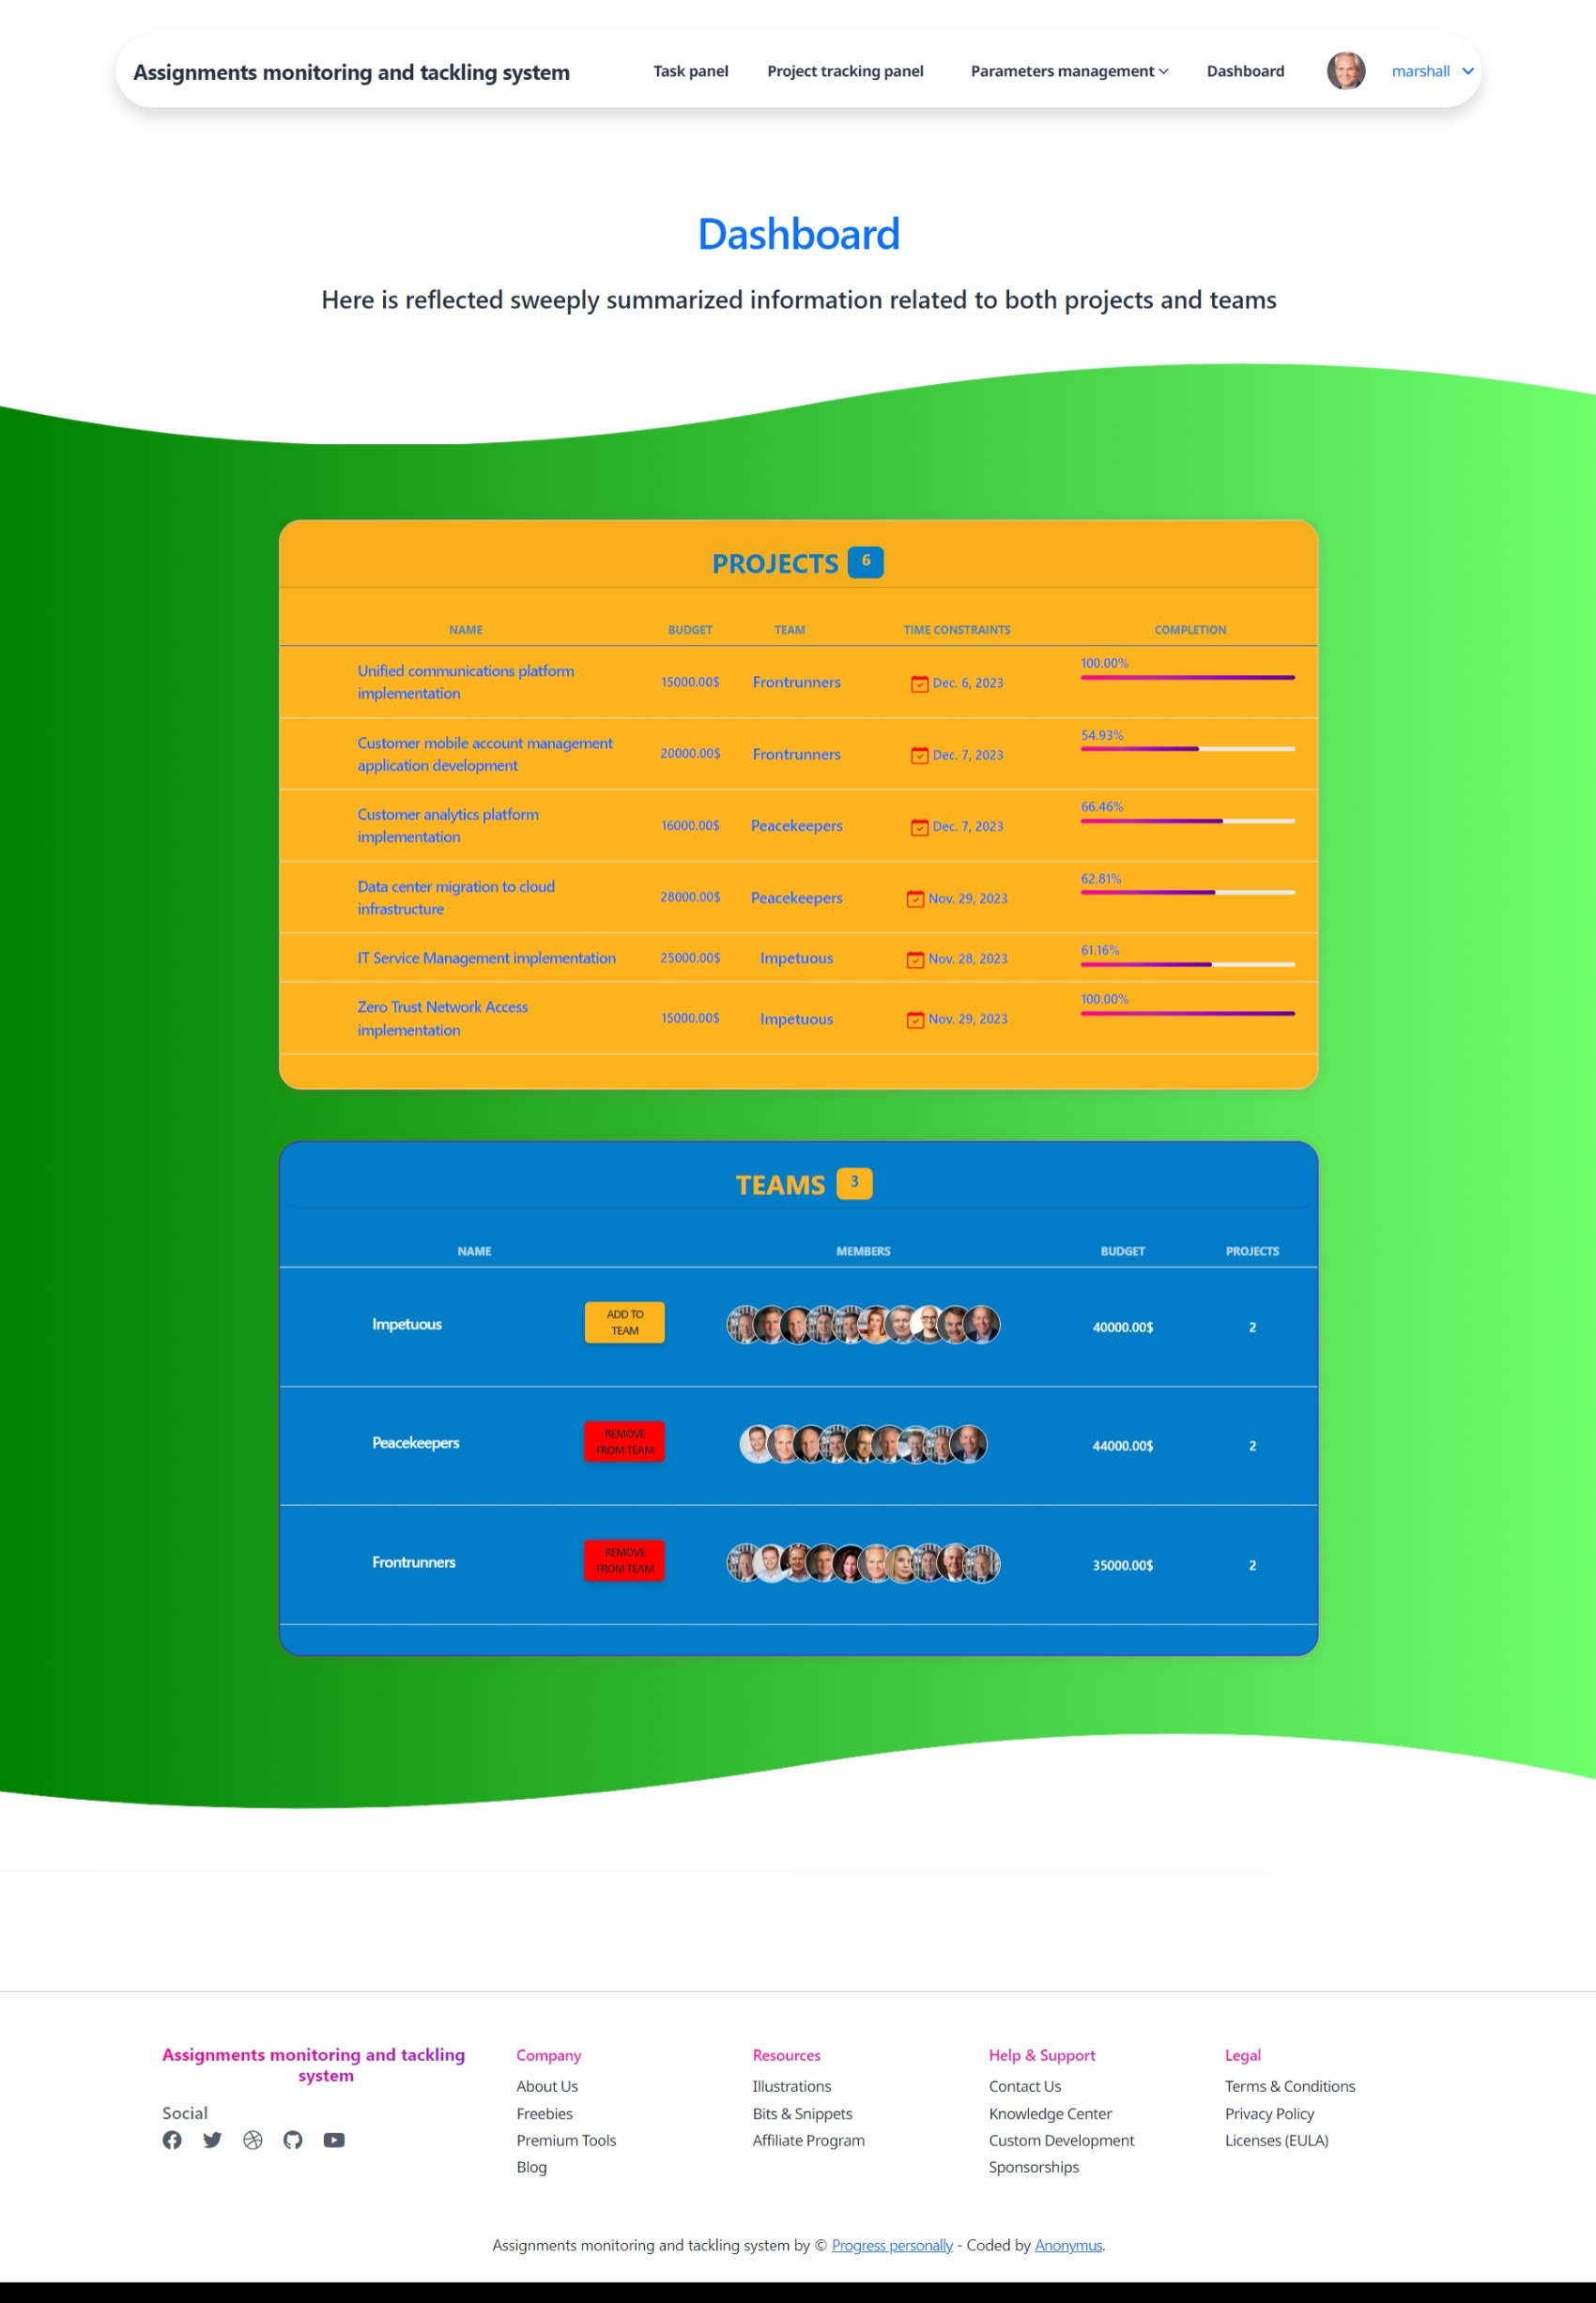 Assignments monitoring and tackling system
Task panel
Project tracking panel
Parameters management
Dashboard
marshall
Dashboard
Here is reflected sweeply summarized information related to both projects and teams
PROJECTS 6
NAME BUDGET TEAM TIME CONSTRAINTS COMPLETION
Unified communications platform
implementation
15000.00$ Frontrunners Dec. 6, 2023 100.00%
Customer mobile account management
application development
20000.00$ Frontrunners Dec. 7, 2023 54.93%
Customer analytics platform
implementation
16000.00$ Peacekeepers Dec. 7, 2023 66.46%
Data center migration to cloud
infrastructure
28000.00$ Peacekeepers Nov. 29, 2023 62.81%
IT Service Management implementation 25000.00$ Impetuous Nov. 28, 2023 61.16%
Zero Trust Network Access
implementation
15000.00$ Impetuous Nov. 29, 2023 100.00%
TEAMS 3
NAME MEMBERS BUDGET PROJECTS
Impetuous
ADD TO
TEAM
40000.00$ 2
Peacekeepers
REMOVE
FROM TEAM
44000.00$ 2
Frontrunners
REMOVE
FROM TEAM
35000.00$ 2
Assignments monitoring and tackling
system
Social
Company
About Us
Freebies
Premium Tools
Blog
Resources
Illustrations
Bits & Snippets
Affiliate Program
Help & Support
Contact Us
Knowledge Center
Custom Development
Sponsorships
Legal
Terms & Conditions
Privacy Policy
Licenses (EULA)
Assignments monitoring and tackling system by © Progress personally - Coded by Anonymus.